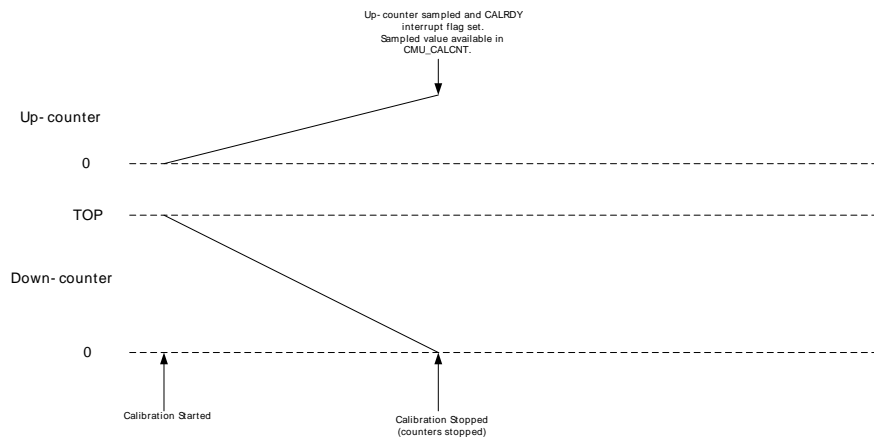 Up-counter sampled and CALRDY
interrupt flag set.
Sampled value available in
CMU_CALCNT.
Up-counter
0
TOP
Down-counter
0
Calibration Started
Calibration Stopped
(counters stopped)